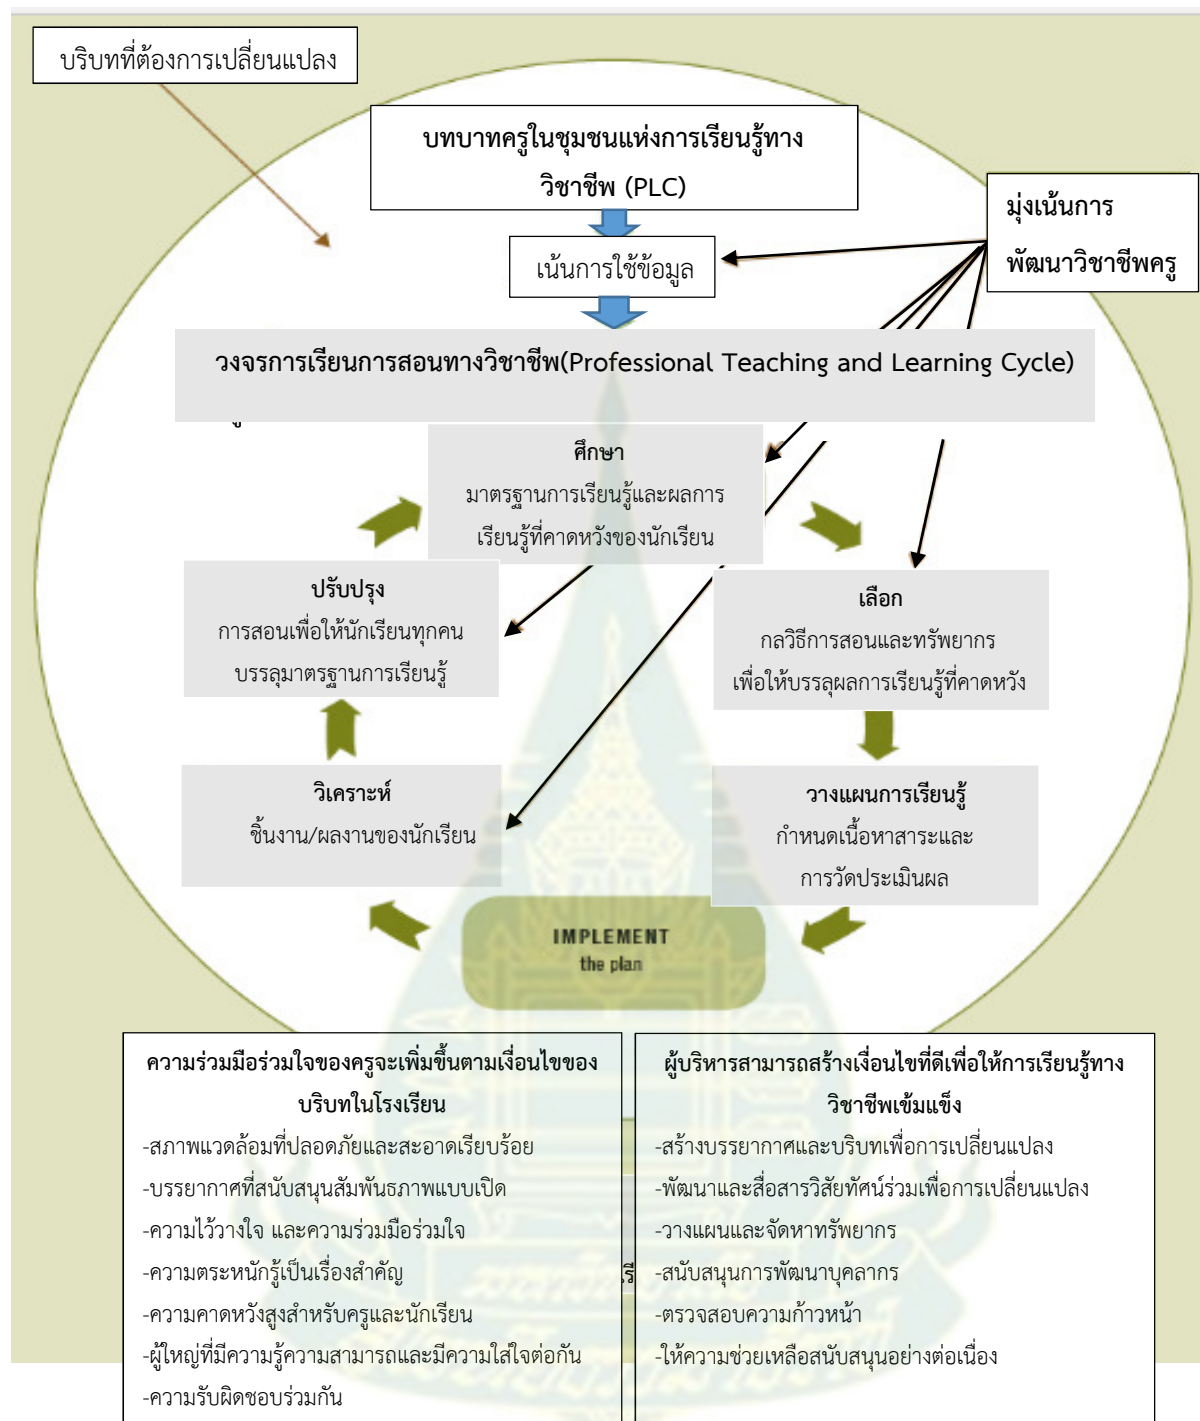 บริบทที่ต้องการเปลี่ยนแปลง
บทบาทครูในชุมชนแห่งการเรียนรู้ทาง
วิชาชีพ (PLC)
มุ่งเน้นการ
พัฒนาวิชาชีพครู
เน้นการใช้ข้อมูล
วงจรการเรียนการสอนทางวิชาชีพ(Professional Teaching and Learning Cycle)
ศึกษา
มาตรฐานการเรียนรู้และผลการ
เรียนรู้ที่คาดหวังของนักเรียน
ปรับปรุง
การสอนเพื่อให้นักเรียนทุกคน
บรรลุมาตรฐานการเรียนรู้
เลือก
กลวิธีการสอนและทรัพยากร
เพื่อให้บรรลุผลการเรียนรู้ที่คาดหวัง
วิเคราะห์
ชิ้นงาน/ผลงานของนักเรียน
วางแผนการเรียนรู้
กำหนดเนื้อหาสาระและ
การวัดประเมินผล
IMPLEMENT
the plan
ความร่วมมือร่วมใจของครูจะเพิ่มขึ้นตามเงื่อนไขของ
บริบทในโรงเรียน
-สภาพแวดล้อมที่ปลอดภัยและสะอาดเรียบร้อย
-บรรยากาศที่สนับสนุนสัมพันธภาพแบบเปิด
-ความไว้วางใจ และความร่วมมือร่วมใจ
-ความตระหนักรู้เป็นเรื่องสำคัญ
-ความคาดหวังสูงสำหรับครูและนักเรียน
-ผู้ใหญ่ที่มีความรู้ความสามารถและมีความใส่ใจต่อกัน
-ความรับผิดชอบร่วมกัน
ผู้บริหารสามารถสร้างเงื่อนไขที่ดีเพื่อให้การเรียนรู้ทาง
วิชาชีพเข้มแข็ง
-สร้างบรรยากาศและบริบทเพื่อการเปลี่ยนแปลง
-พัฒนาและสื่อสารวิสัยทัศน์ร่วมเพื่อการเปลี่ยนแปลง
-วางแผนและจัดหาทรัพยากร
-สนับสนุนการพัฒนาบุคลากร
-ตรวจสอบความก้าวหน้า
-ให้ความช่วยเหลือสนับสนุนอย่างต่อเนื่อง